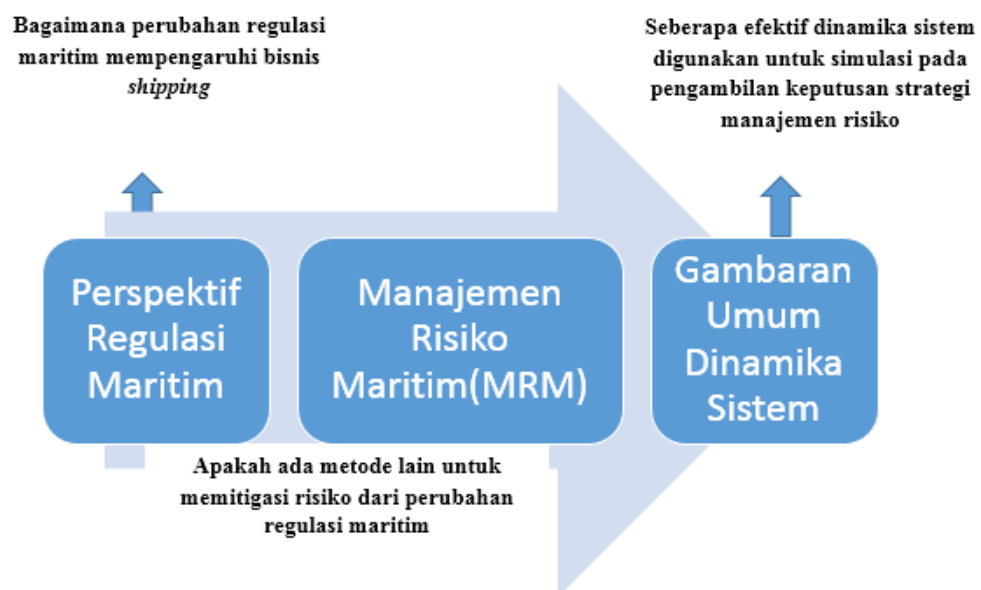 Bagaimana perubahan regulasi
maritim mempengaruhi bisnis
shipping
Seberapa efektif dinamika sistem
digunakan untuk simulasi pada
pengambilan keputusan strategi
manajemen risiko
Perspektif
Regulasi
Maritim
Manajemen
Risiko
Maritim(MRM)
Gambaran
Umum
Dinamika
Sistem
Apakah ada metode lain untuk
memitigasi risiko dari perubahan
regulasi maritim